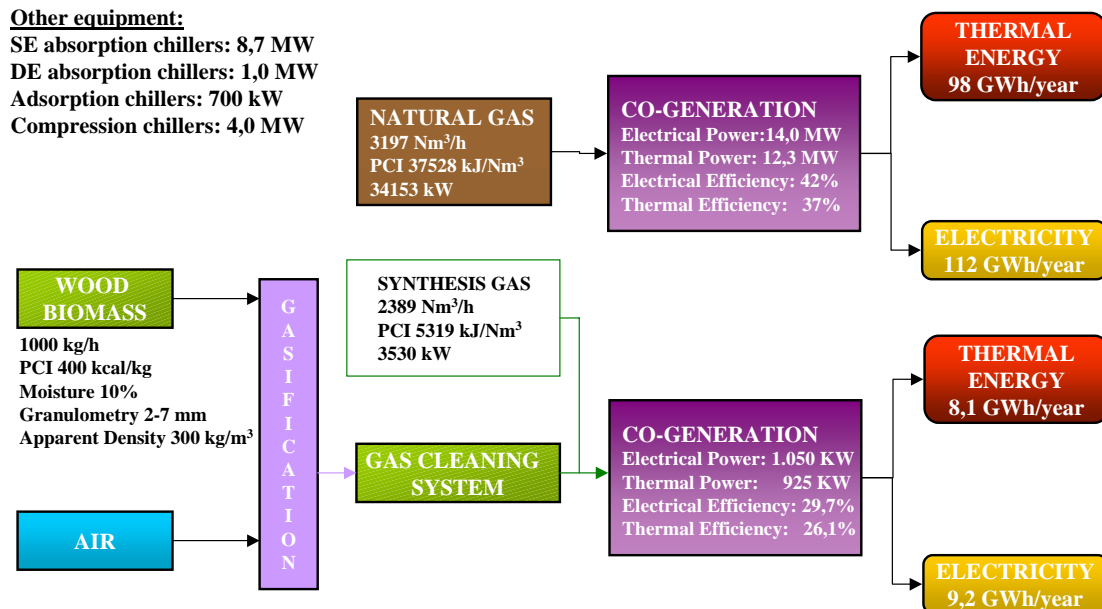 Other equipment:
SE absorption chillers: 8,7 MW
DE absorption chillers: 1,0 MW
Adsorption chillers: 700 kW
Compression chillers: 4,0 MW
NATURAL GAS
3197 Nm³/h
PCI 37528 kJ/Nm³
34153 kW
CO-GENERATION
Electrical Power:14,0 MW
Thermal Power: 12,3 MW
Electrical Efficiency: 42%
Thermal Efficiency: 37%
THERMAL
ENERGY
98 GWh/year
ELECTRICITY
112 GWh/year
WOOD
BIOMASS
1000 kg/h
PCI 400 kcal/kg
Moisture 10%
Granulometry 2-7 mm
Apparent Density 300 kg/m³
AIR
GASIFICATION
SYNTHESIS GAS
2389 Nm³/h
PCI 5319 kJ/Nm³
3530 kW
GAS CLEANING
SYSTEM
CO-GENERATION
Electrical Power: 1.050 KW
Thermal Power: 925 KW
Electrical Efficiency: 29,7%
Thermal Efficiency: 26,1%
THERMAL
ENERGY
8,1 GWh/year
ELECTRICITY
9,2 GWh/year